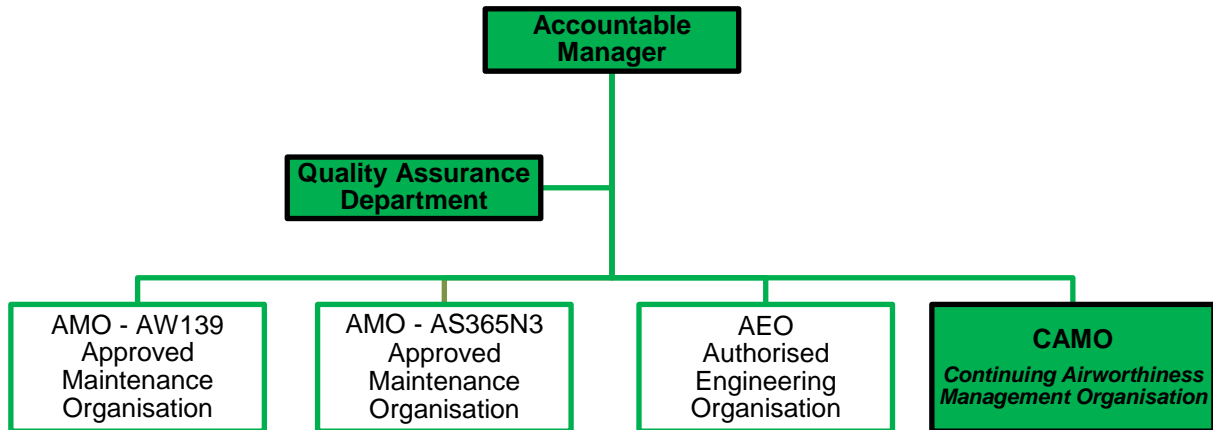 Accountable
Manager
Quality Assurance
Department
AMO - AW139
Approved
Maintenance
Organisation
AMO - AS365N3
Approved
Maintenance
Organisation
AEO
Authorised
Engineering
Organisation
CAMO
Continuing Airworthiness
Management Organisation